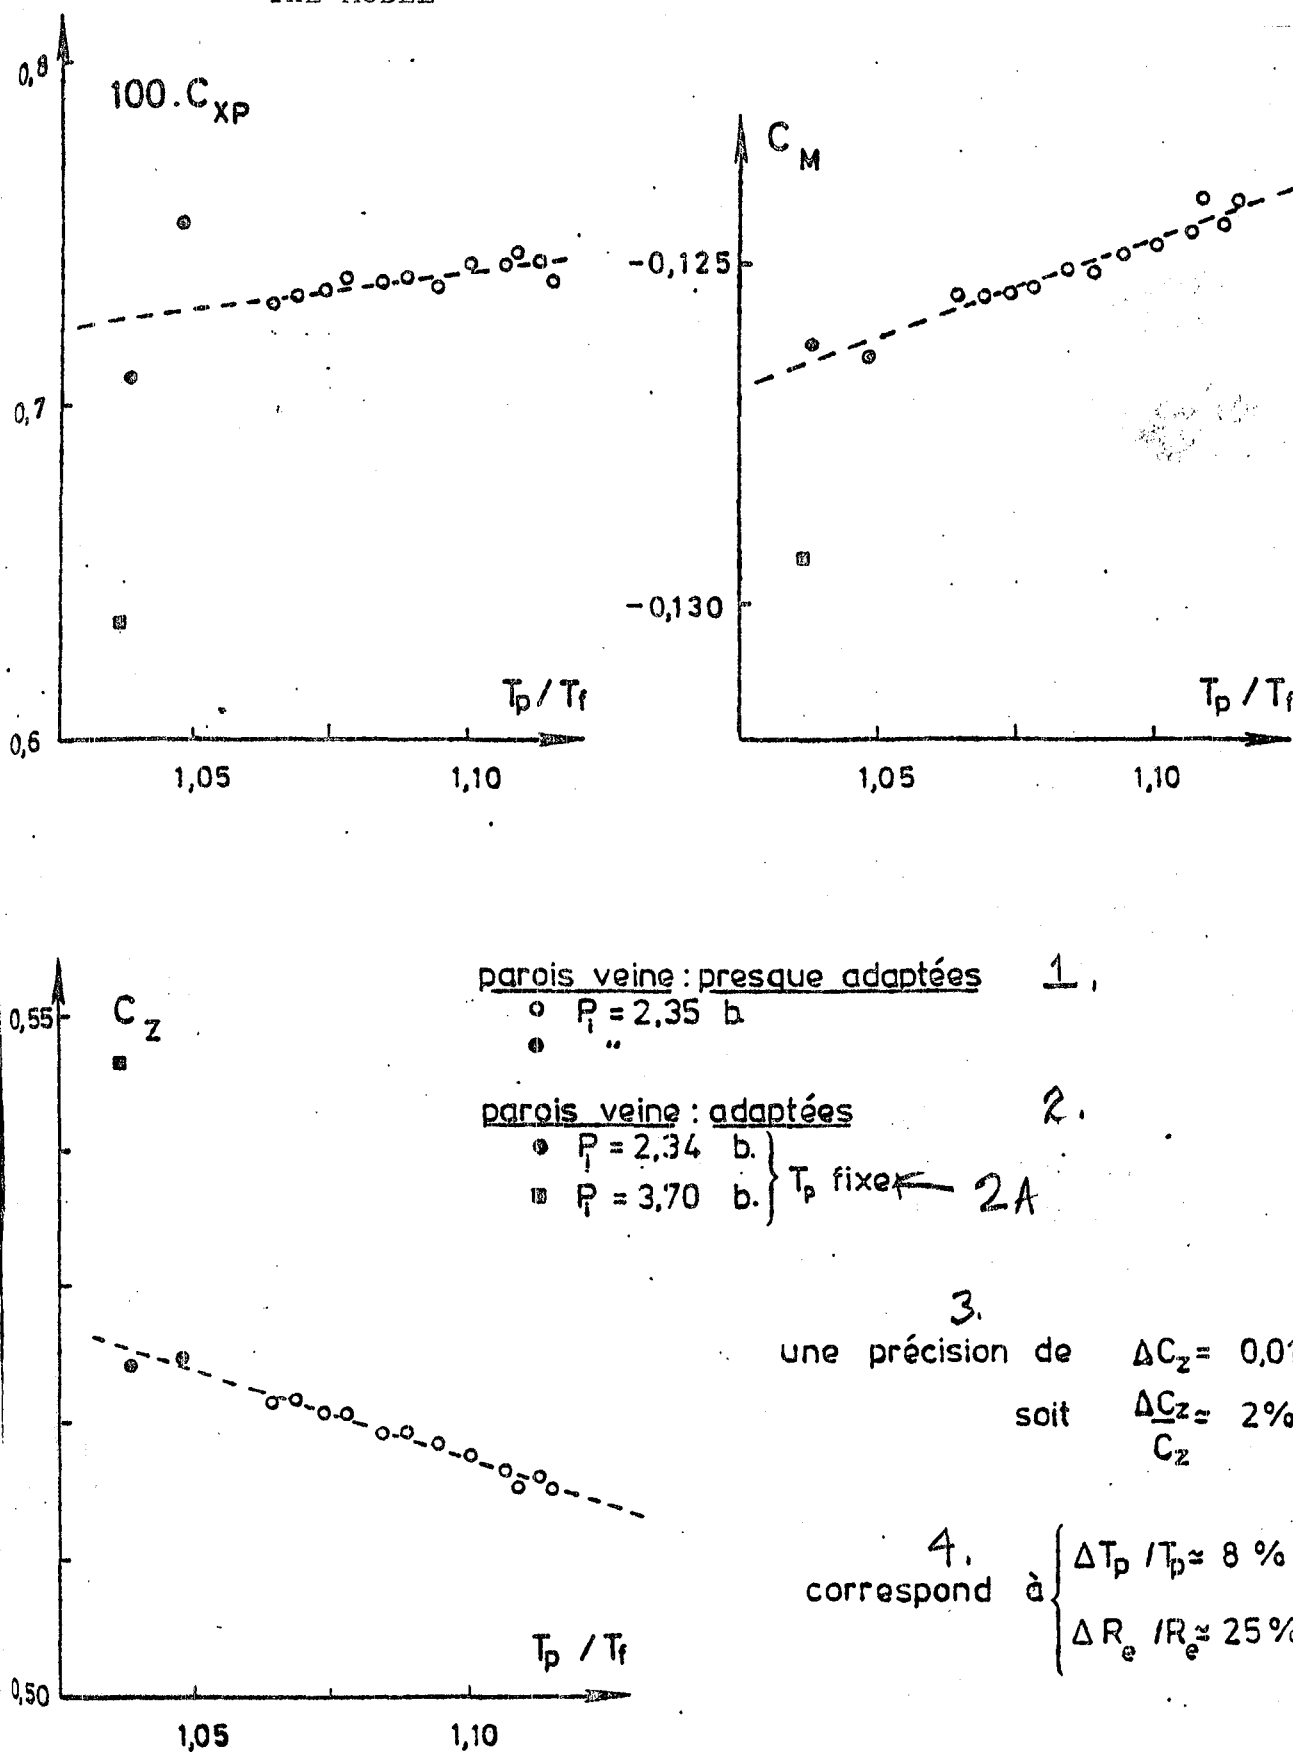 THE MODEL
0,8
100.C_XP
0,7
0,6
T_p / T_f
1,05
1,10
C_M
-0,125
-0,130
T_p / T_f
1,05
1,10
0,55
C_Z
0,50
T_p / T_f
1,05
1,10
parois veine : presque adaptées 1.
P_i = 2,35 b.
"
parois veine : adaptées 2.
P_i = 2,34 b.
P_i = 3,70 b.
T_p fixe ← 2A
3.
une précision de ΔC_z = 0,01
soit ΔC_z/C_z ≃ 2%
4.
correspond à
ΔT_p / T_p ≃ 8 %
ΔR_e / R_e ≃ 25 %